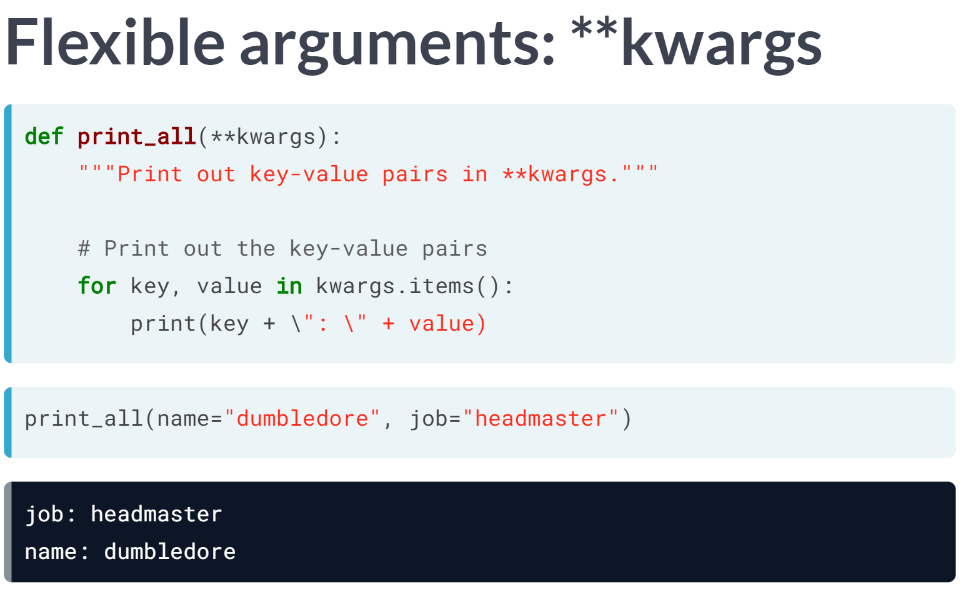 Flexible arguments: **kwargs
def print_all(**kwargs):
    """Print out key-value pairs in **kwargs."""
    # Print out the key-value pairs
    for key, value in kwargs.items():
        print(key + \": \" + value)
print_all(name="dumbledore", job="headmaster")
job: headmaster
name: dumbledore